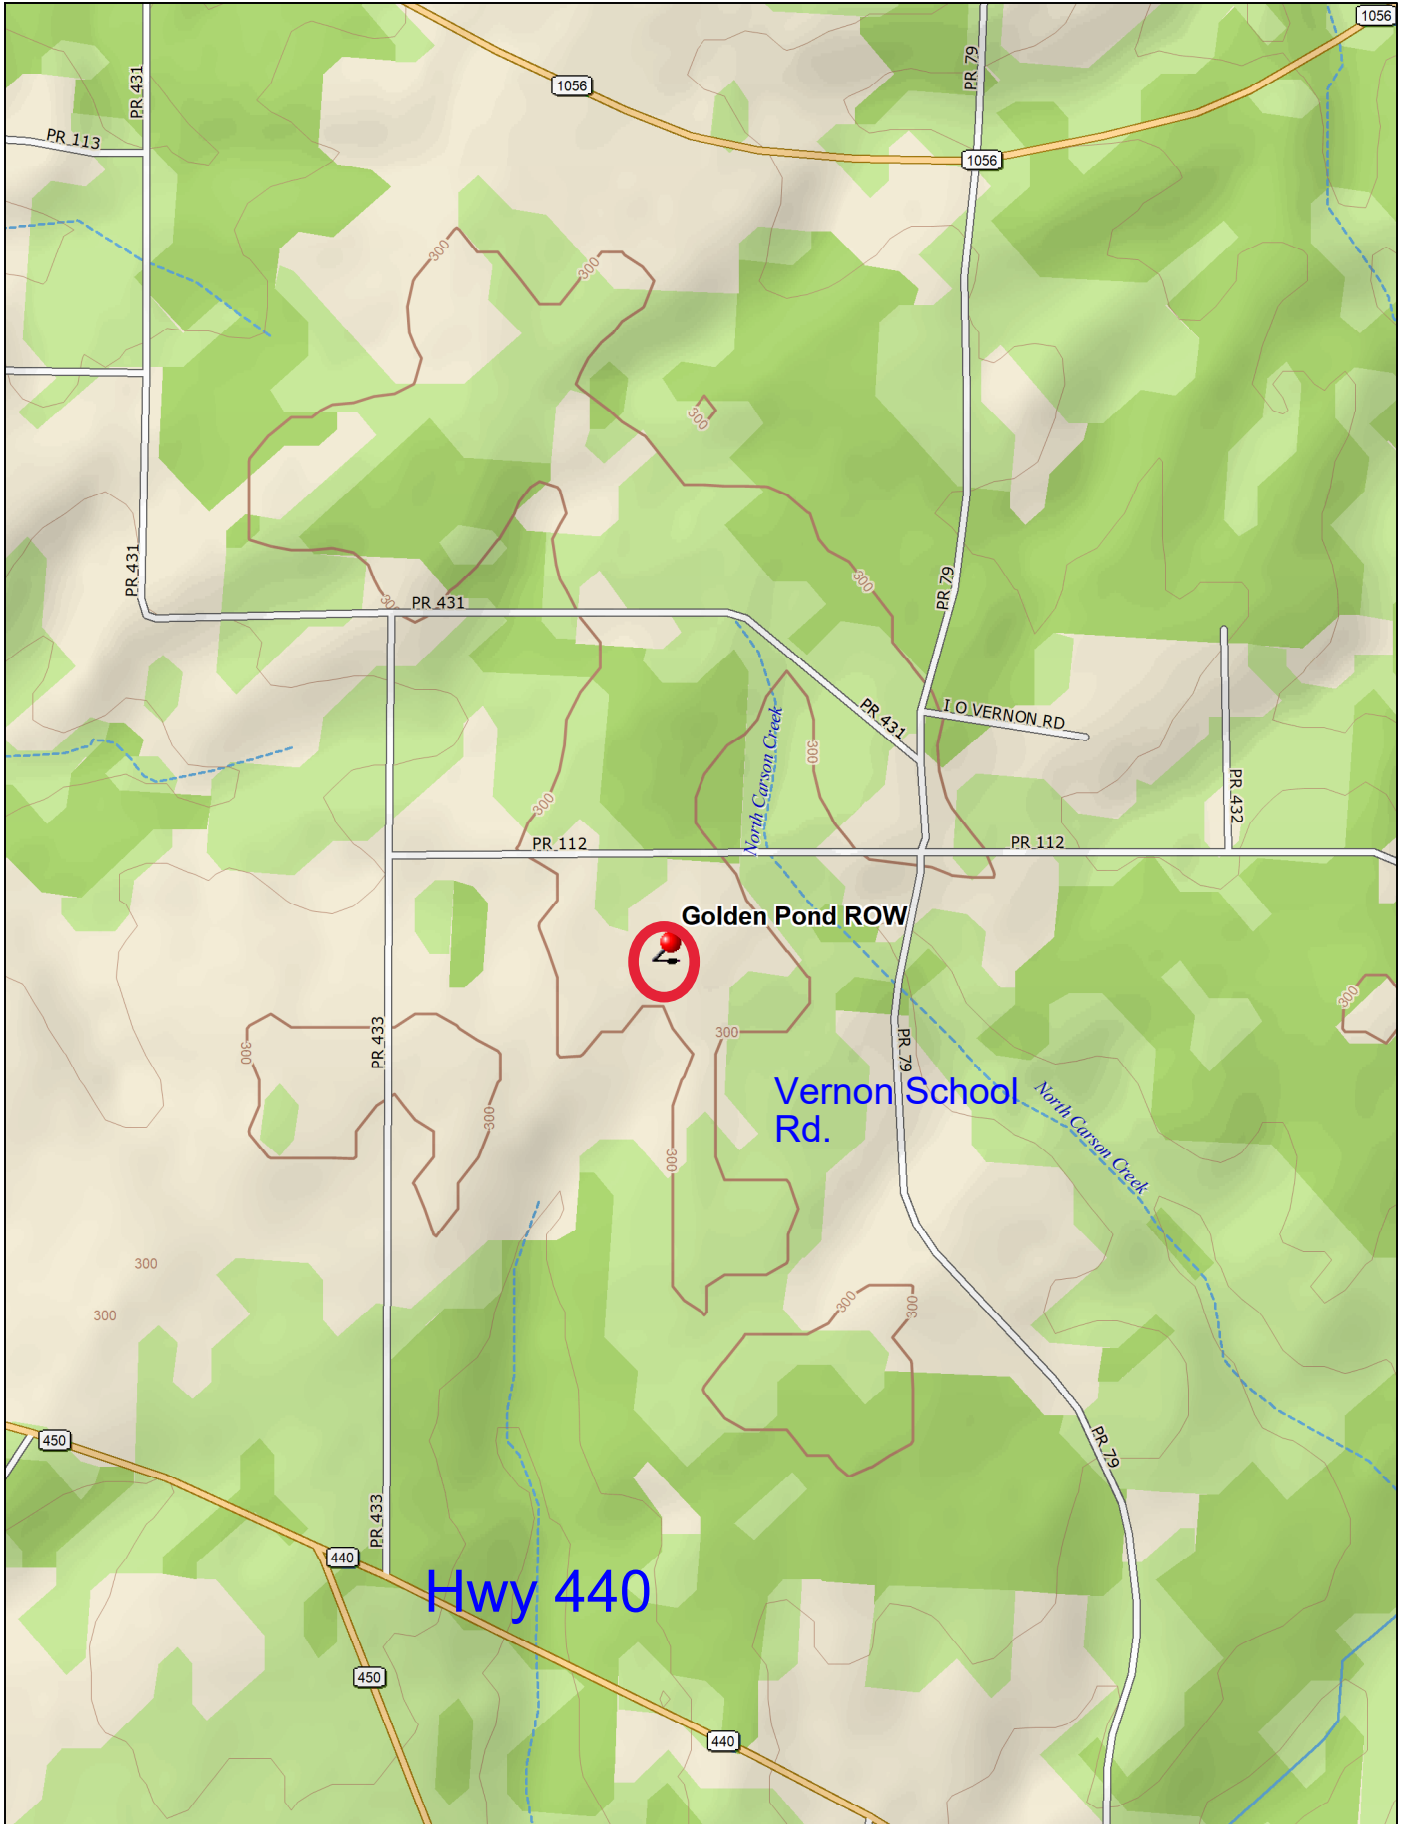 1056
PR 79
PR 431
1056
PR 113
1056
300
300
300
PR 431
300
PR 79
300
PR 431
I O VERNON RD
PR 431
North Carson Creek
300
PR 432
300
PR 112
PR 112
Golden Pond ROW
300
300
PR 433
PR 79
300
Vernon School
Rd.
North Carson Creek
300
300
300
300
300
300
PR 79
450
PR 433
440
Hwy 440
450
440